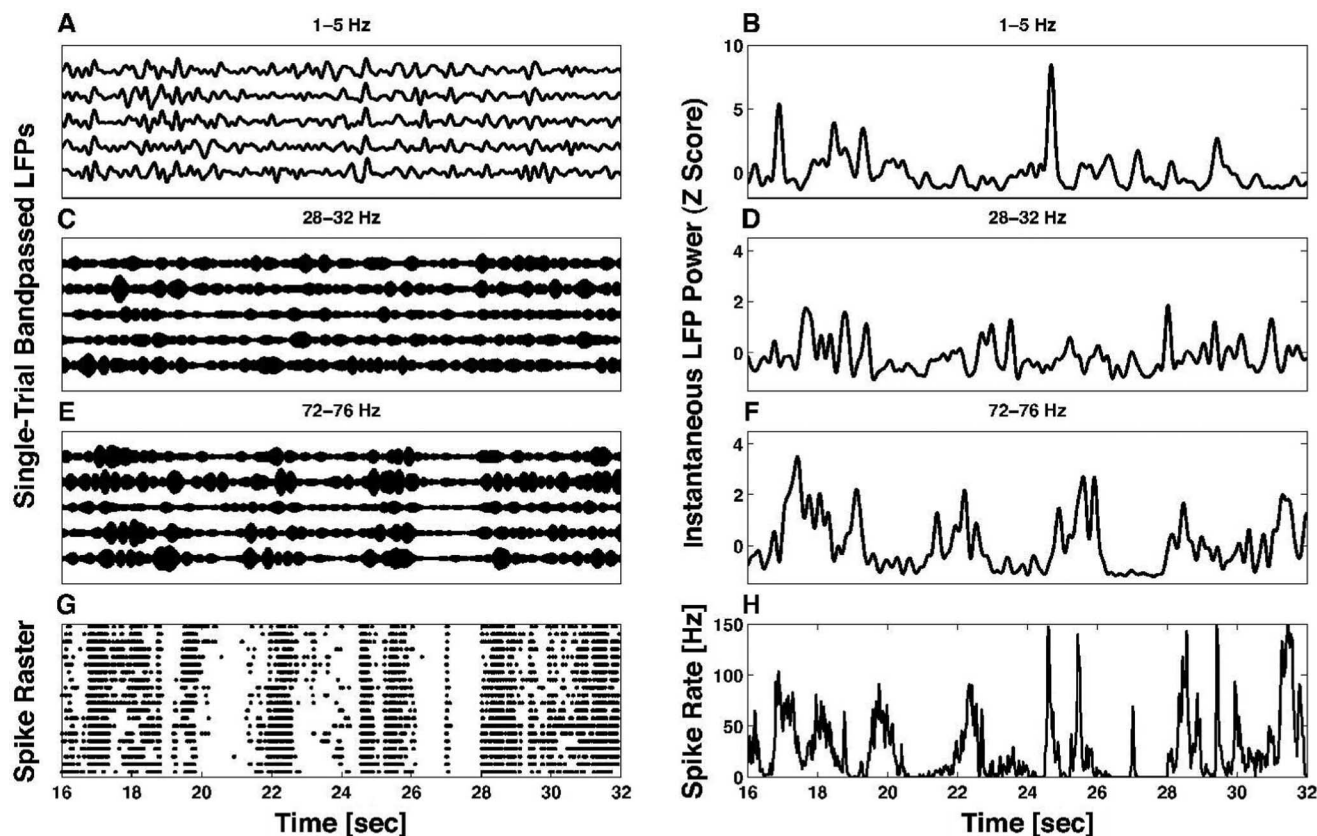 A
1–5 Hz
B
1–5 Hz
Single-Trial Bandpassed LFPs
Instantaneous LFP Power (Z Score)
10
5
0
C
28–32 Hz
D
28–32 Hz
4
2
0
E
72–76 Hz
F
72–76 Hz
4
2
0
G
Spike Raster
16 18 20 22 24 26 28 30 32
Time [sec]
H
Spike Rate [Hz]
150
100
50
0
16 18 20 22 24 26 28 30 32
Time [sec]